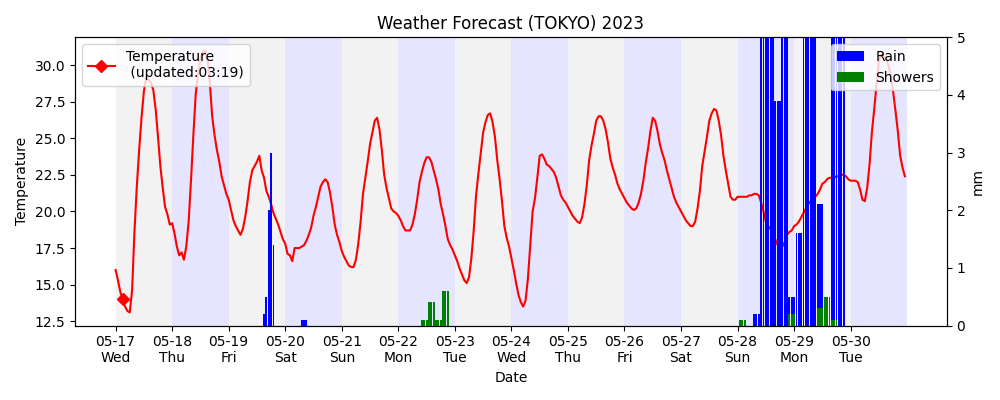 Weather Forecast (TOKYO) 2023
Temperature
(updated:03:19)
Rain
Showers
Temperature
30.0
27.5
25.0
22.5
20.0
17.5
15.0
12.5
5
4
3
2
1
0
mm
05-17 05-18 05-19 05-20 05-21 05-22 05-23 05-24 05-25 05-26 05-27 05-28 05-29 05-30
Wed Thu Fri Sat Sun Mon Tue Wed Thu Fri Sat Sun Mon Tue
Date